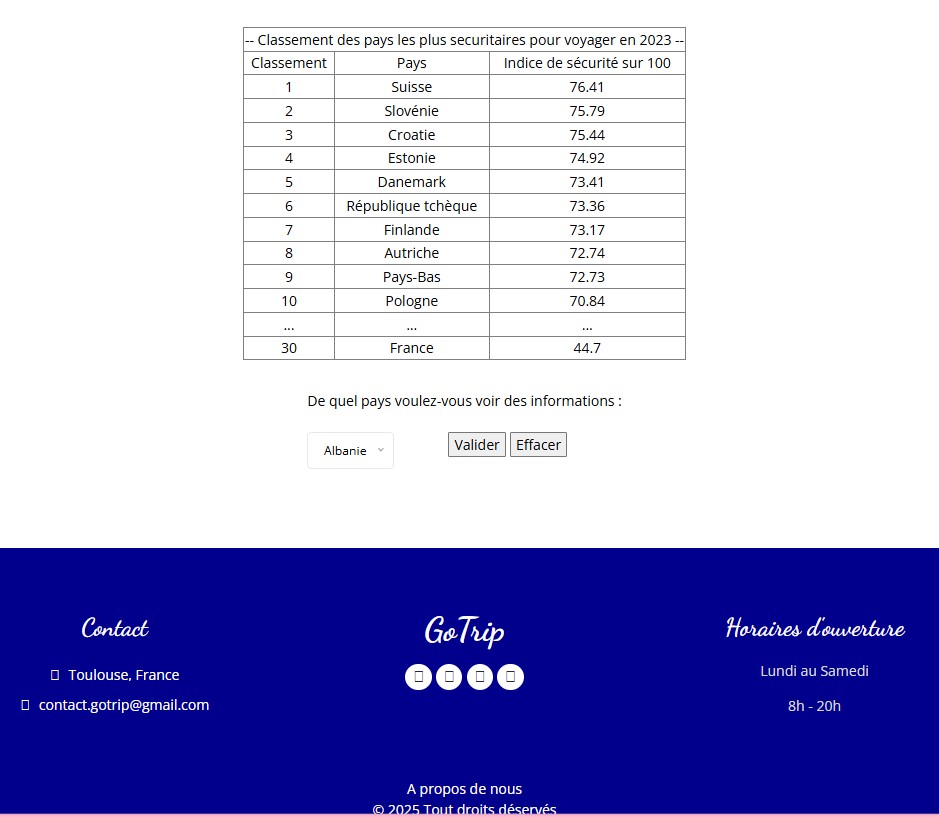 -- Classement des pays les plus securitaires pour voyager en 2023 --
Classement Pays Indice de sécurité sur 100
1 Suisse 76.41
2 Slovénie 75.79
3 Croatie 75.44
4 Estonie 74.92
5 Danemark 73.41
6 République tchèque 73.36
7 Finlande 73.17
8 Autriche 72.74
9 Pays-Bas 72.73
10 Pologne 70.84
... ... ...
30 France 44.7
De quel pays voulez-vous voir des informations :
Albanie Valider Effacer
Contact
Toulouse, France
contact.gotrip@gmail.com
GoTrip
Horaires d'ouverture
Lundi au Samedi
8h - 20h
A propos de nous
© 2025 Tout droits déservés